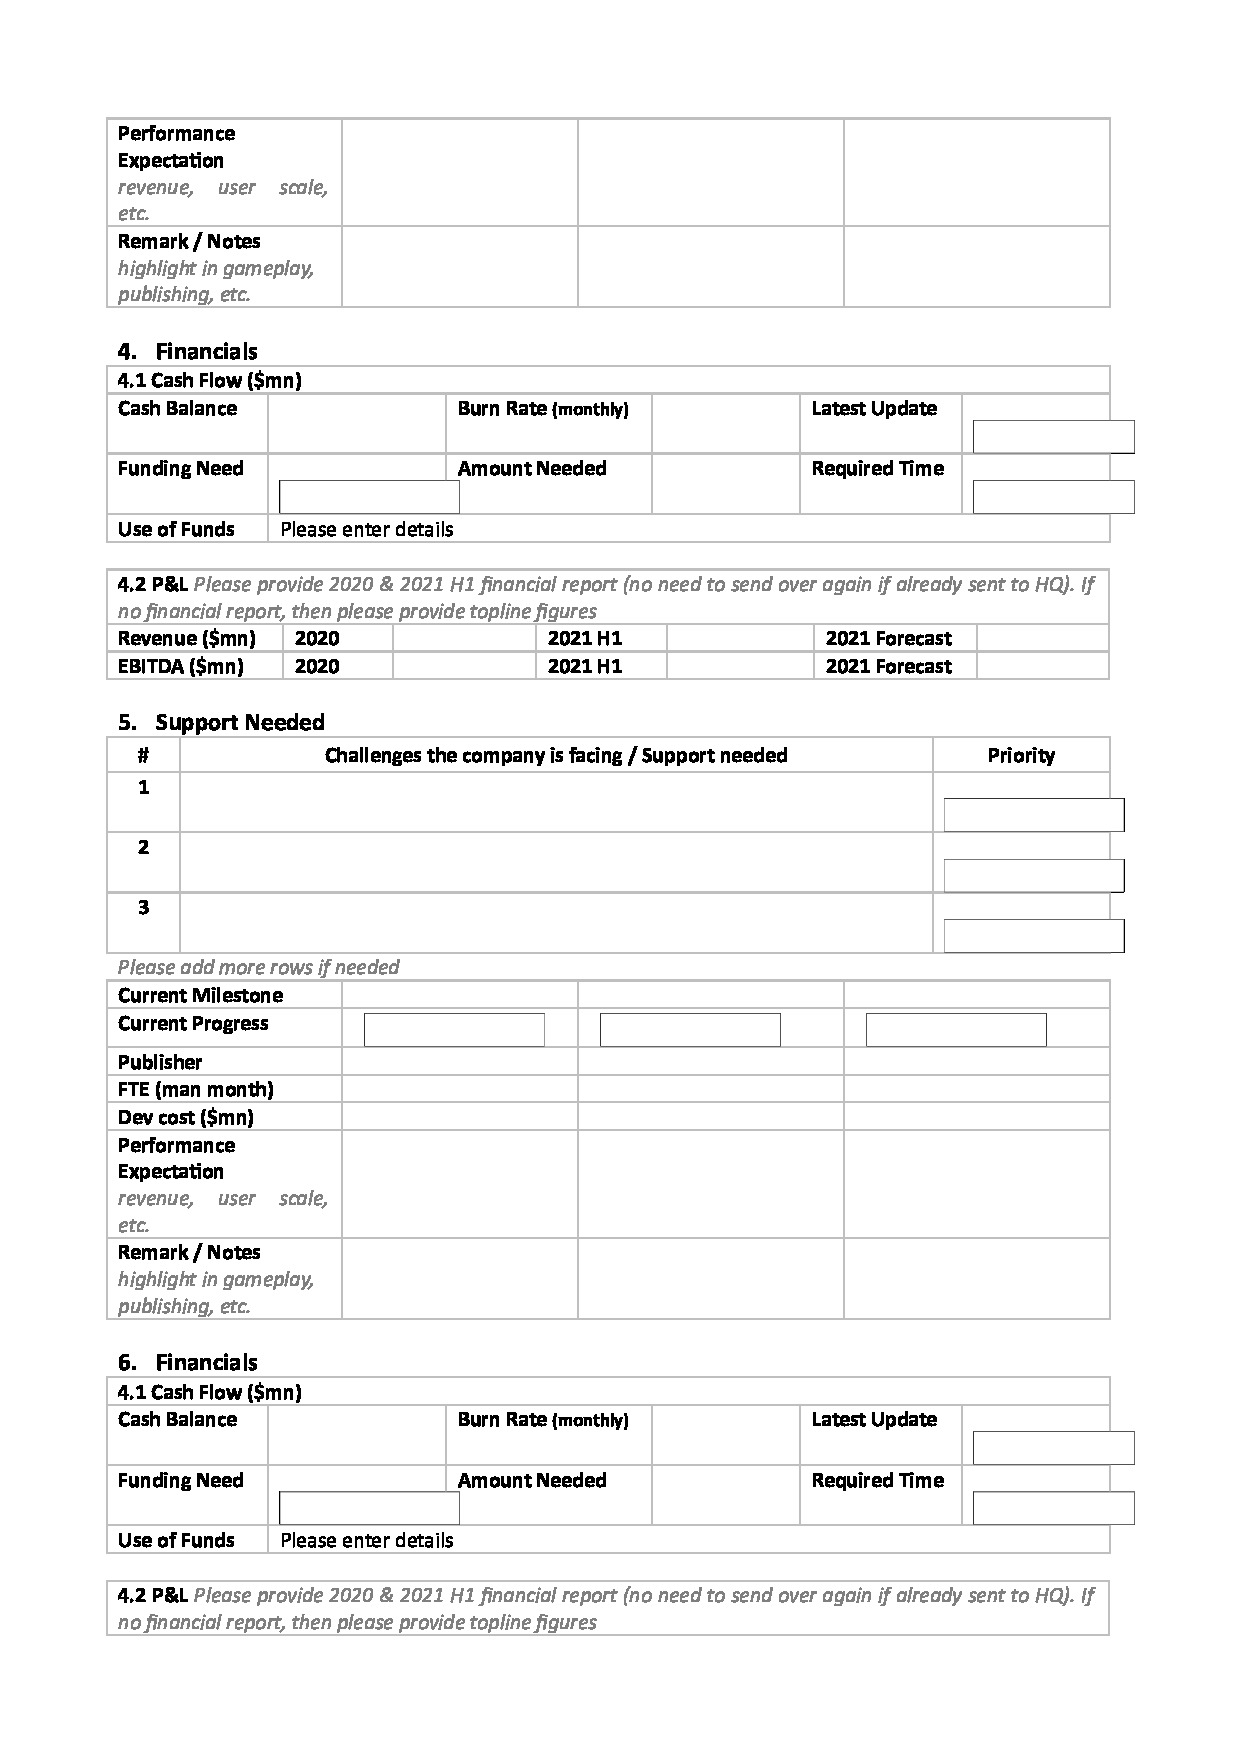 Performance
Expectation
revenue, user scale,
etc.
Remark / Notes
highlight in gameplay,
publishing, etc.
4. Financials
4.1 Cash Flow ($mn)
Cash Balance Burn Rate (monthly) Latest Update
Funding Need Amount Needed Required Time
Use of Funds Please enter details
4.2 P&L Please provide 2020 & 2021 H1 financial report (no need to send over again if already sent to HQ). If
no financial report, then please provide topline figures
Revenue ($mn) 2020 2021 H1 2021 Forecast
EBITDA ($mn) 2020 2021 H1 2021 Forecast
5. Support Needed
# Challenges the company is facing / Support needed Priority
1
2
3
Please add more rows if needed
Current Milestone
Current Progress
Publisher
FTE (man month)
Dev cost ($mn)
Performance
Expectation
revenue, user scale,
etc.
Remark / Notes
highlight in gameplay,
publishing, etc.
6. Financials
4.1 Cash Flow ($mn)
Cash Balance Burn Rate (monthly) Latest Update
Funding Need Amount Needed Required Time
Use of Funds Please enter details
4.2 P&L Please provide 2020 & 2021 H1 financial report (no need to send over again if already sent to HQ). If
no financial report, then please provide topline figures